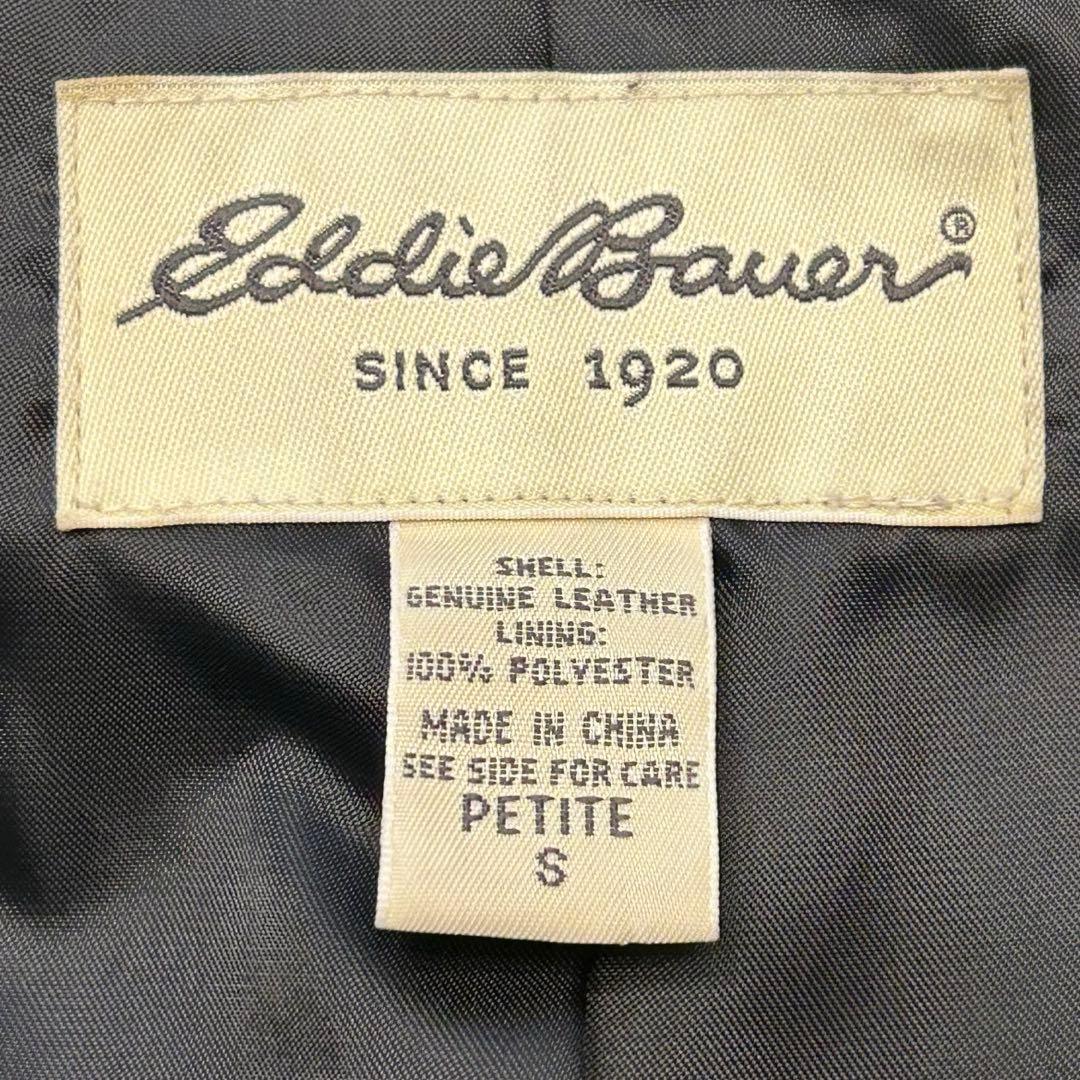 Eddie Bauer®
SINCE 1920
SHELL:
GENUINE LEATHER
LINING:
100% POLYESTER
MADE IN CHINA
SEE SIDE FOR CARE
PETITE
S